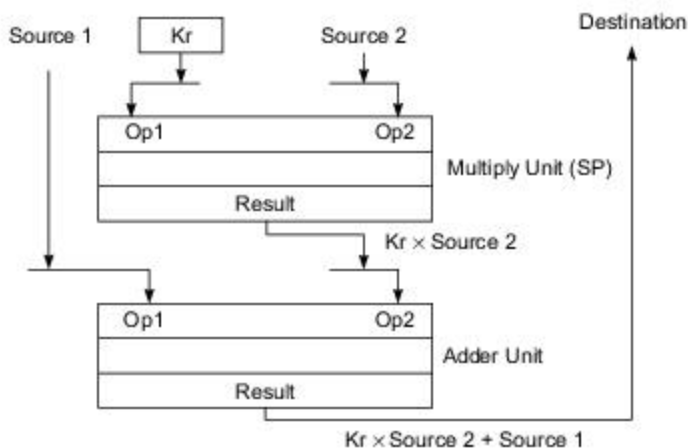 Destination
Source 1
Kr
Source 2
Op1
Op2
Multiply Unit (SP)
Result
Kr × Source 2
Op1
Op2
Adder Unit
Result
Kr × Source 2 + Source 1